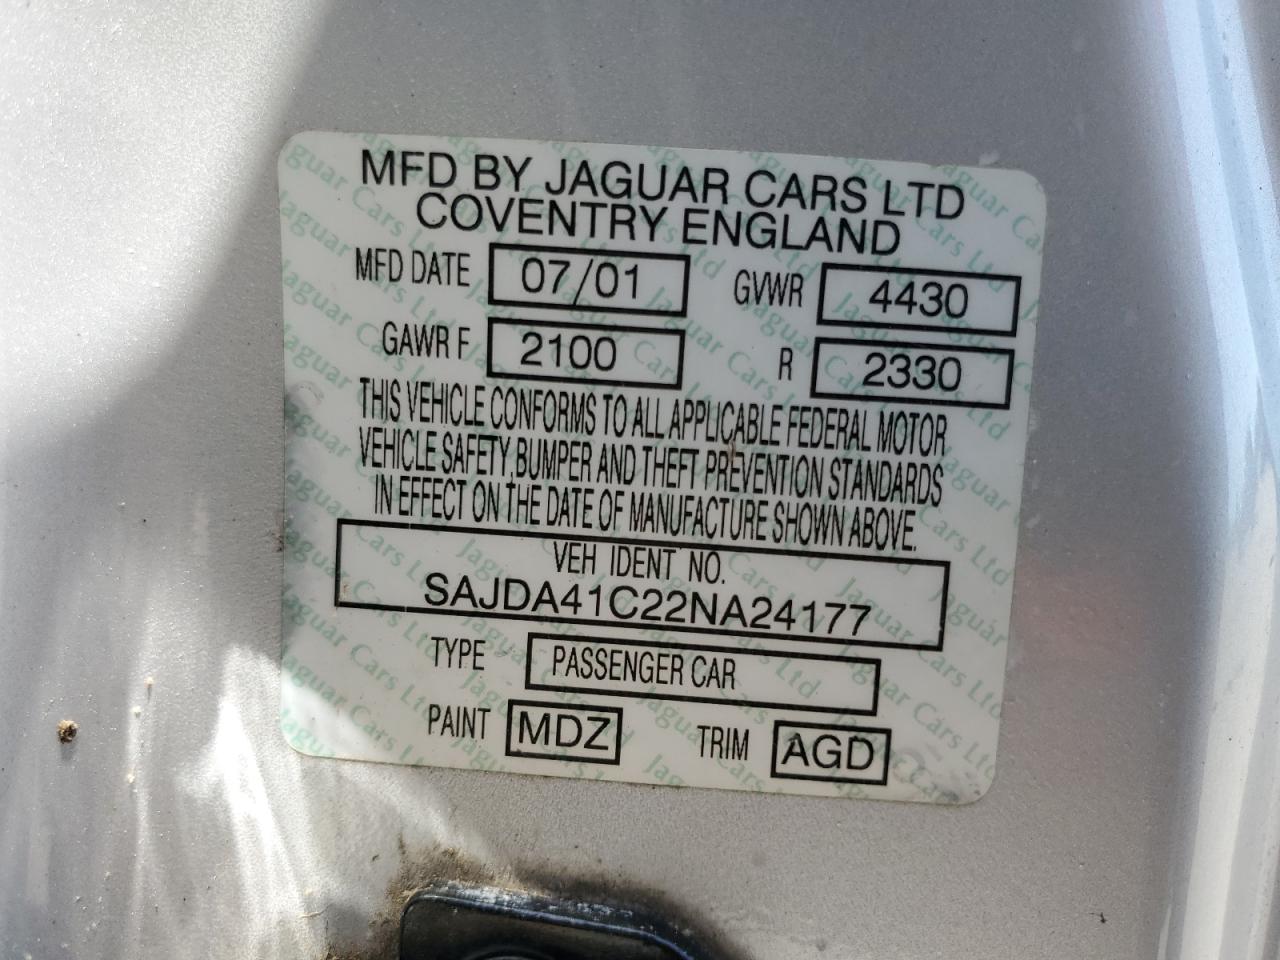 MFD BY JAGUAR CARS LTD
COVENTRY ENGLAND
MFD DATE 07/01 GVWR 4430
GAWR F 2100 R 2330
THIS VEHICLE CONFORMS TO ALL APPLICABLE FEDERAL MOTOR
VEHICLE SAFETY, BUMPER AND THEFT PREVENTION STANDARDS
IN EFFECT ON THE DATE OF MANUFACTURE SHOWN ABOVE.
VEH IDENT NO.
SAJDA41C22NA24177
TYPE PASSENGER CAR
PAINT MDZ TRIM AGD